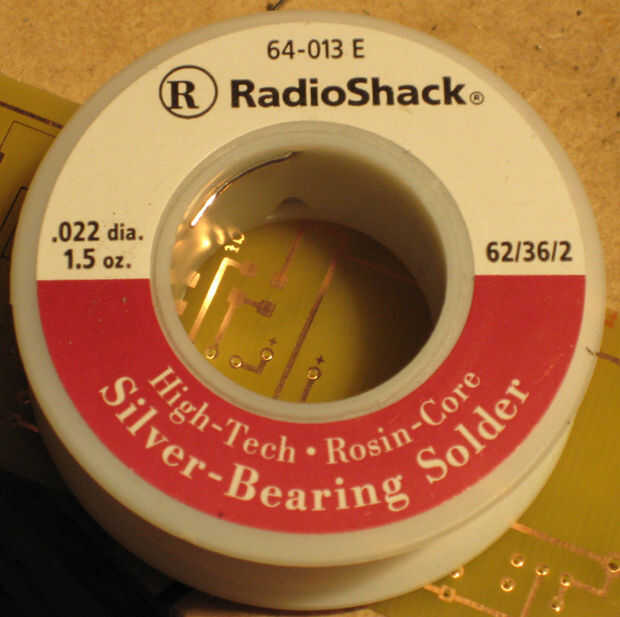 64-013 E
R RadioShack®
.022 dia.
1.5 oz.
62/36/2
High-Tech • Rosin-Core
Silver-Bearing Solder
+
+